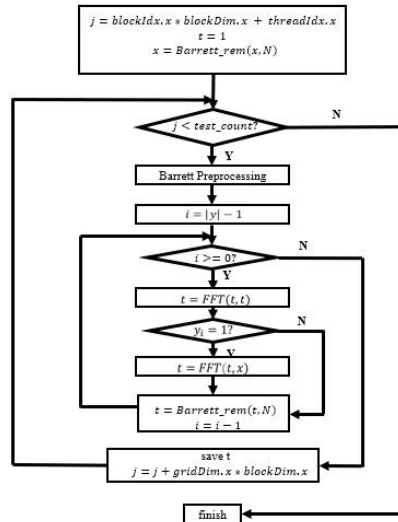 j = blockIdx.x * blockDim.x + threadIdx.x
t = 1
x = Barrett_rem(x, N)
j < test_count?
N
Y
Barrett Preprocessing
i = |y| − 1
i >= 0?
N
Y
t = FFT(t, t)
y_i = 1?
N
Y
t = FFT(t, x)
t = Barrett_rem(t, N)
i = i − 1
save t
j = j + gridDim.x * blockDim.x
finish